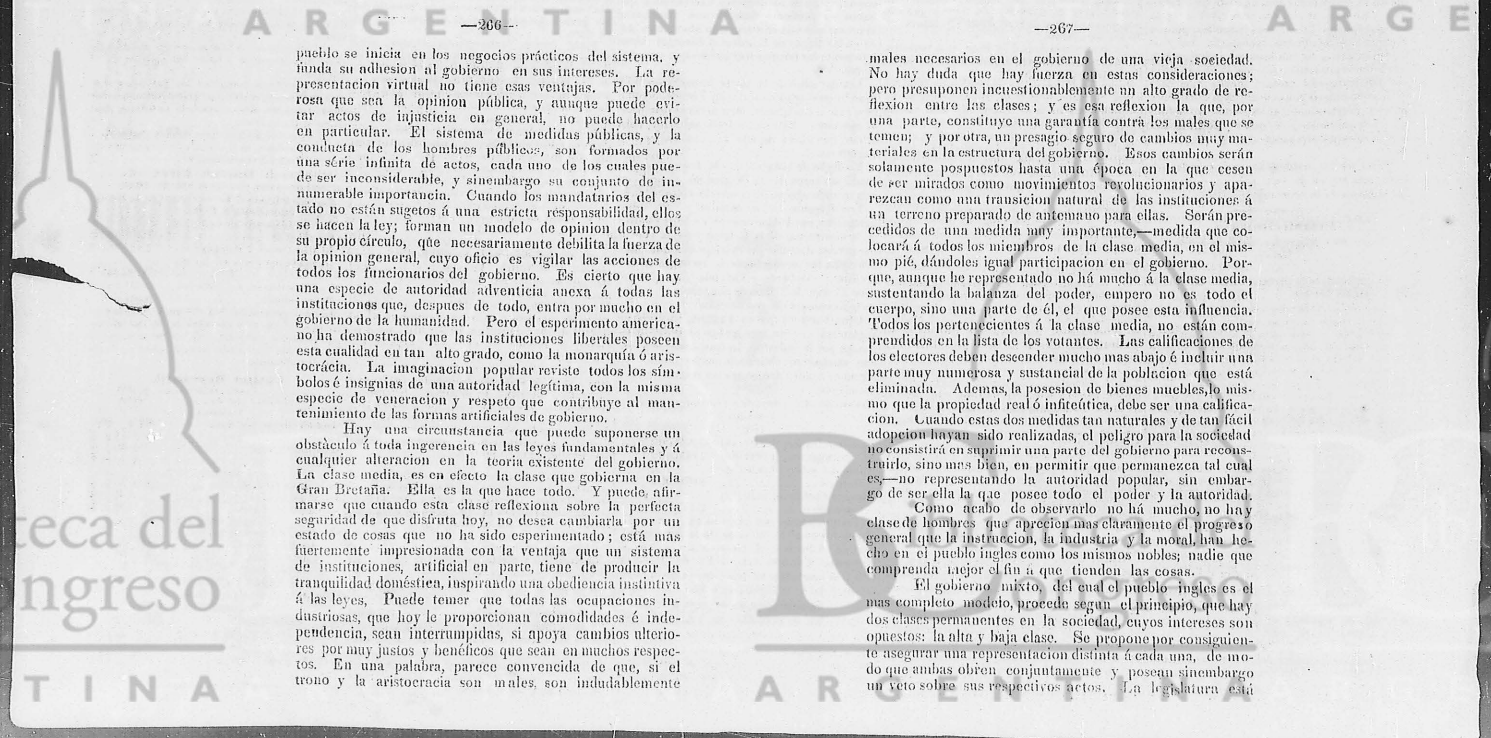 —266—
pueblo se inicia en los negocios prácticos del sistema, y
funda su adhesion al gobierno en sus intereses. La re-
presentacion virtual no tiene esas ventajas. Por pode-
rosa que sea la opinion pública, y aunque puede evi-
tar actos de injusticia en general, no puede hacerlo
en particular. El sistema de medidas públicas, y la
conducta de los hombres públicos, son formados por
una série infinita de actos, cada uno de los cuales pue-
de ser inconsiderable, y sinembargo su conjunto de in-
numerable importancia. Cuando los mandatarios del es-
tado no están sugetos á una estricta responsabilidad, ellos
se hacen la ley; forman un modelo de opinion dentro de
su propio círculo, que necesariamente debilita la fuerza de
la opinion general, cuyo oficio es vigilar las acciones de
todos los funcionarios del gobierno. Es cierto que hay
una especie de autoridad adventicia anexa á todas las
instituciones que, despues de todo, entra por mucho en el
gobierno de la humanidad. Pero el esperimento america-
no ha demostrado que las instituciones liberales poseen
esta cualidad en tan alto grado, como la monarquía ó aris-
tocrácia. La imaginacion popular reviste todos los sím-
bolos é insignias de una autoridad legítima, con la misma
especie de veneracion y respeto que contribuye al man-
tenimiento de las formas artificiales de gobierno.
Hay una circunstancia que puede suponerse un
obstáculo á toda ingerencia en las leyes fundamentales y á
cualquier alteracion en la teoria existente del gobierno.
La clase media, es en efecto la clase que gobierna en la
Gran Bretaña. Ella es la que hace todo. Y puede afir-
marse que cuando esta clase reflexiona sobre la perfecta
seguridad de que disfruta hoy, no desea cambiarla por un
estado de cosas que no ha sido esperimentado; está mas
fuertemente impresionada con la ventaja que un sistema
de instituciones, artificial en parte, tiene de producir la
tranquilidad doméstica, inspirando una obediencia instintiva
á las leyes, Puede temer que todas las ocupaciones in-
dustriosas, que hoy le proporcionan comodidades é inde-
pendencia, sean interrumpidas, si apoya cambios ulterio-
res por muy justos y benéficos que sean en muchos respec-
tos. En una palabra, parece convencida de que, si el
trono y la aristocracia son males, son indudablemente
—267—
males necesarios en el gobierno de una vieja sociedad.
No hay duda que hay fuerza en estas consideraciones;
pero presuponen incuestionablemente un alto grado de re-
flexion entre las clases; y es esa reflexion la que, por
una parte, constituye una garantía contra los males que se
temen; y por otra, un presagio seguro de cambios muy ma-
teriales en la estructura del gobierno. Esos cambios serán
solamente pospuestos hasta una época en la que cesen
de ser mirados como movimientos revolucionarios y apa-
rezcan como una transicion natural de las instituciones á
un terreno preparado de antemano para ellas. Serán pre-
cedidos de una medida muy importante,—medida que co-
locará á todos los miembros de la clase media, en el mis-
mo pié, dándoles igual participacion en el gobierno. Por-
que, aunque he representado no há mucho á la clase media,
sustentando la balanza del poder, empero no es todo el
cuerpo, sino una parte de él, el que posee esta influencia.
Todos los pertenecientes á la clase media, no están com-
prendidos en la lista de los votantes. Las calificaciones de
los electores deben descender mucho mas abajo é incluir una
parte muy numerosa y sustancial de la poblacion que está
eliminada. Ademas, la posesion de bienes muebles, lo mis-
mo que la propiedad real ó infitéutica, debe ser una califica-
cion. Cuando estas dos medidas tan naturales y de tan fácil
adopcion hayan sido realizadas, el peligro para la sociedad
no consistirá en suprimir una parte del gobierno para recons-
truirlo, sino mas bien, en permitir que permanezca tal cual
es,—no representando la autoridad popular, sin embar-
go de ser ella la que posee todo el poder y la autoridad.
Como acabo de observarlo no há mucho, no hay
clase de hombres que aprecien mas claramente el progreso
general que la instruccion, la industria y la moral, han he-
cho en el pueblo ingles como los mismos nobles; nadie que
comprenda mejor el fin á que tienden las cosas.
El gobierno mixto, del cual el pueblo ingles es el
mas completo modelo, procede segun el principio, que hay
dos clases permanentes en la sociedad, cuyos intereses son
opuestos: la alta y baja clase. Se propone por consiguien-
te asegurar una representacion distinta á cada una, de mo-
do que ambas obren conjuntamente y posean sinembargo
un veto sobre sus respectivos actos. La legislatura está
ARGENTINA
ARGE
teca del
ngreso
TINA
Biblioteca del
Congreso
ARGENTINA